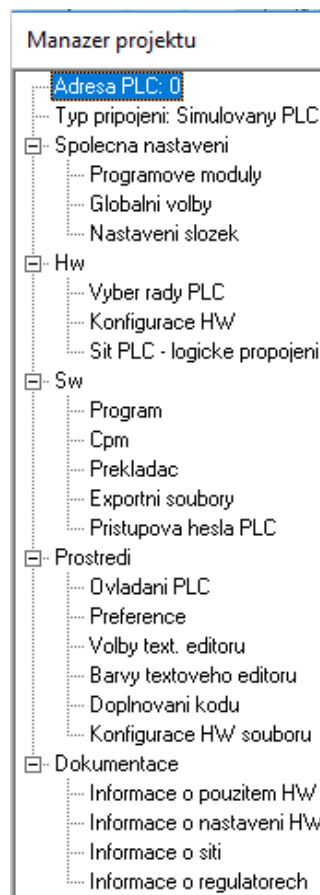 Manazer projektu
Adresa PLC: 0
Typ pripojeni: Simulovany PLC
Spolecna nastaveni
Programove moduly
Globalni volby
Nastaveni slozek
Hw
Vyber rady PLC
Konfigurace HW
Sit PLC - logicke propojeni
Sw
Program
Cpm
Prekladac
Exportni soubory
Pristupova hesla PLC
Prostredi
Ovladani PLC
Preference
Volby text. editoru
Barvy textoveho editoru
Doplnovani kodu
Konfigurace HW souboru
Dokumentace
Informace o pouzitem HW
Informace o nastaveni HW
Informace o siti
Informace o regulatorech